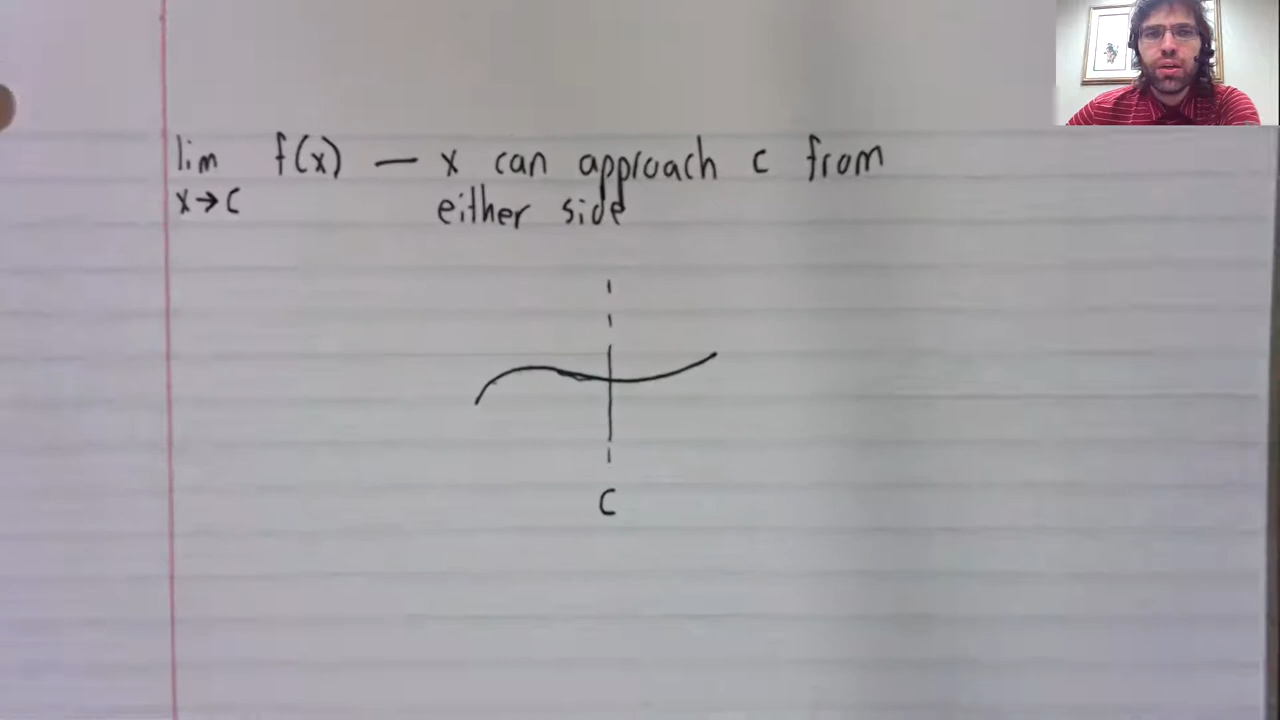 lim f(x) — x can approach c from
x→c either side
c